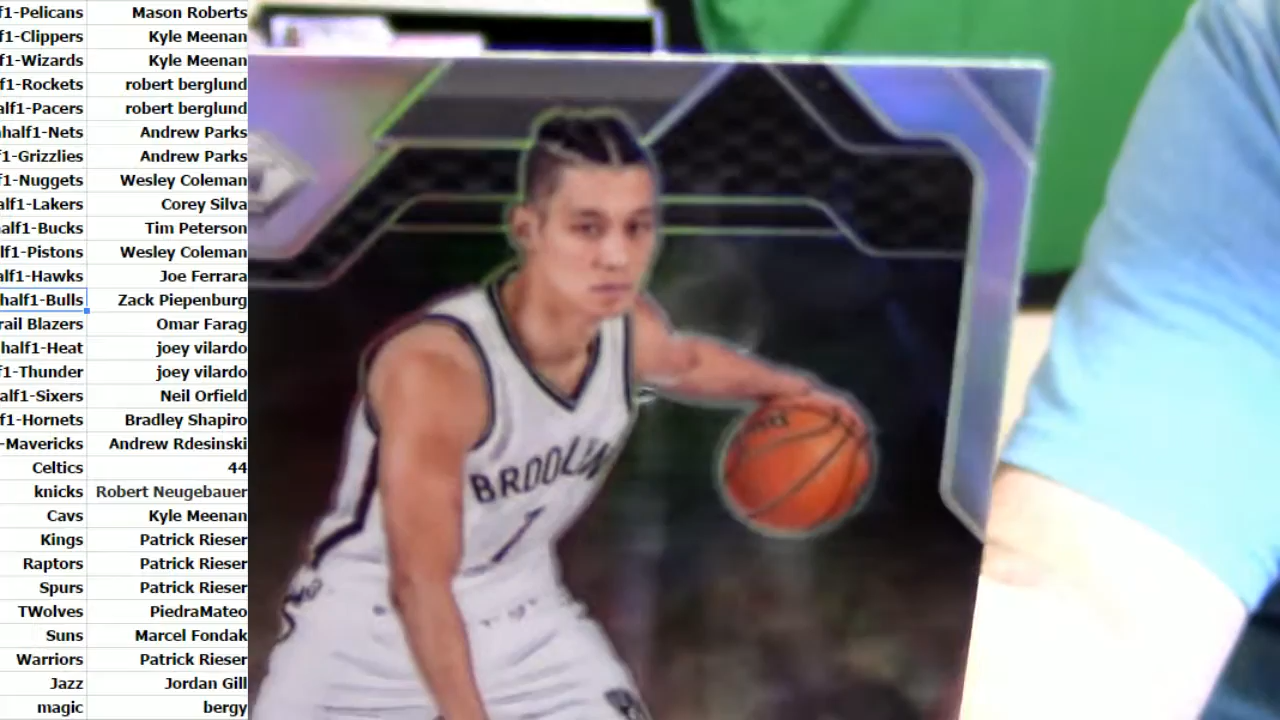 f1-Pelicans Mason Roberts
f1-Clippers Kyle Meenan
f1-Wizards Kyle Meenan
f1-Rockets robert berglund
alf1-Pacers robert berglund
half1-Nets Andrew Parks
f1-Grizzlies Andrew Parks
f1-Nuggets Wesley Coleman
lf1-Lakers Corey Silva
alf1-Bucks Tim Peterson
f1-Pistons Wesley Coleman
alf1-Hawks Joe Ferrara
half1-Bulls Zack Piepenburg
rail Blazers Omar Farag
half1-Heat joey vilardo
f1-Thunder joey vilardo
alf1-Sixers Neil Orfield
f1-Hornets Bradley Shapiro
-Mavericks Andrew Rdesinski
Celtics 44
knicks Robert Neugebauer
Cavs Kyle Meenan
Kings Patrick Rieser
Raptors Patrick Rieser
Spurs Patrick Rieser
TWolves PiedraMateo
Suns Marcel Fondak
Warriors Patrick Rieser
Jazz Jordan Gill
magic bergy
BROOKLYN
7